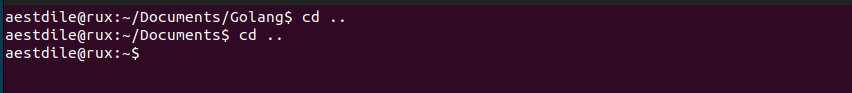 aestdile@rux:~/Documents/Golang$ cd ..
aestdile@rux:~/Documents$ cd ..
aestdile@rux:~$